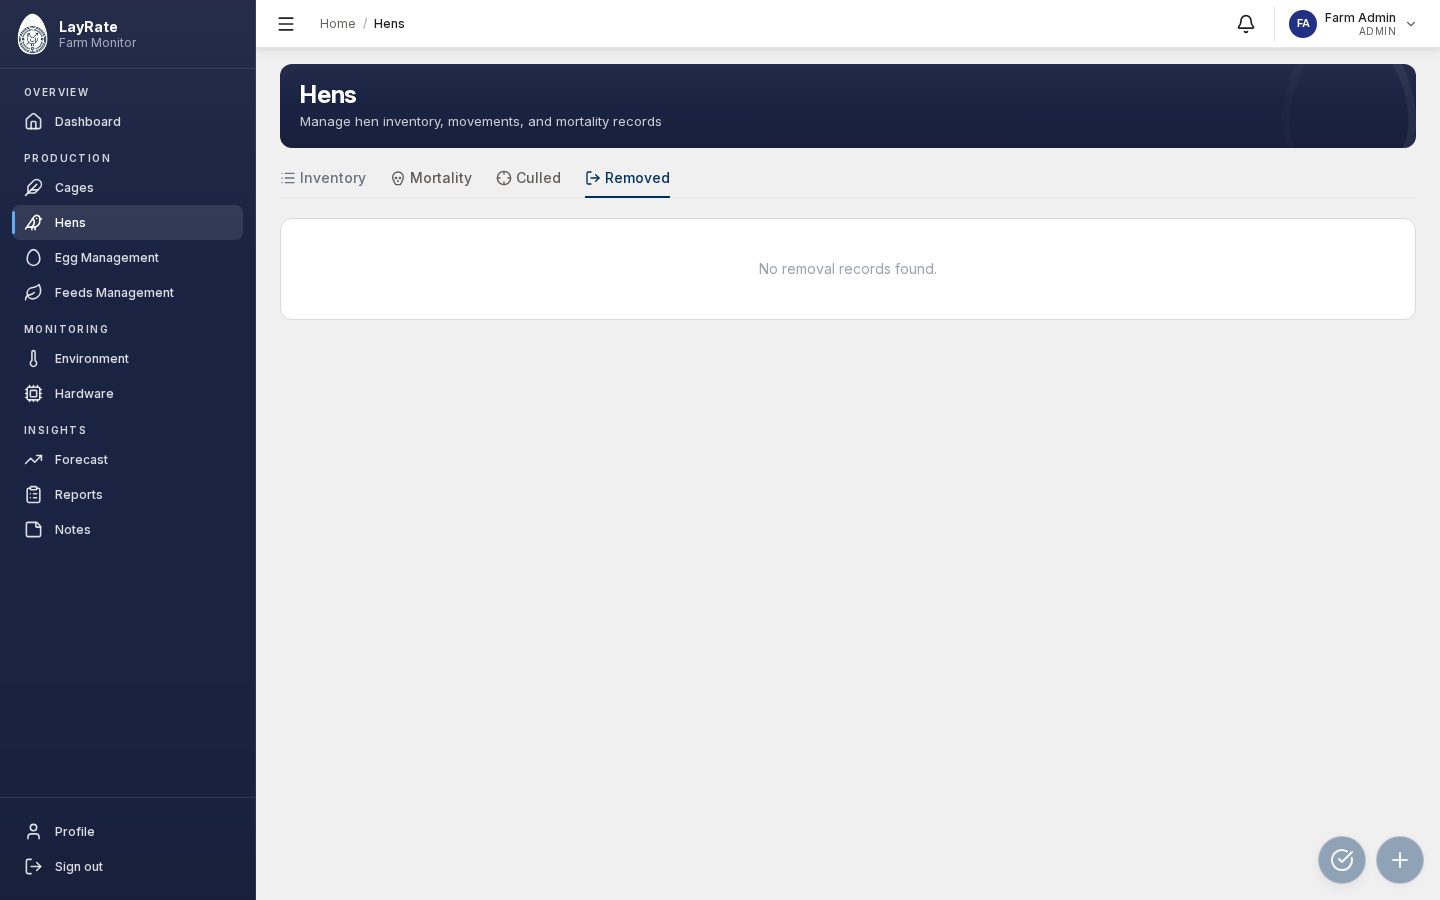 LayRate
Farm Monitor
OVERVIEW
Dashboard
PRODUCTION
Cages
Hens
Egg Management
Feeds Management
MONITORING
Environment
Hardware
INSIGHTS
Forecast
Reports
Notes
Profile
Sign out
Home / Hens
FA
Farm Admin
ADMIN
Hens
Manage hen inventory, movements, and mortality records
Inventory Mortality Culled Removed
No removal records found.